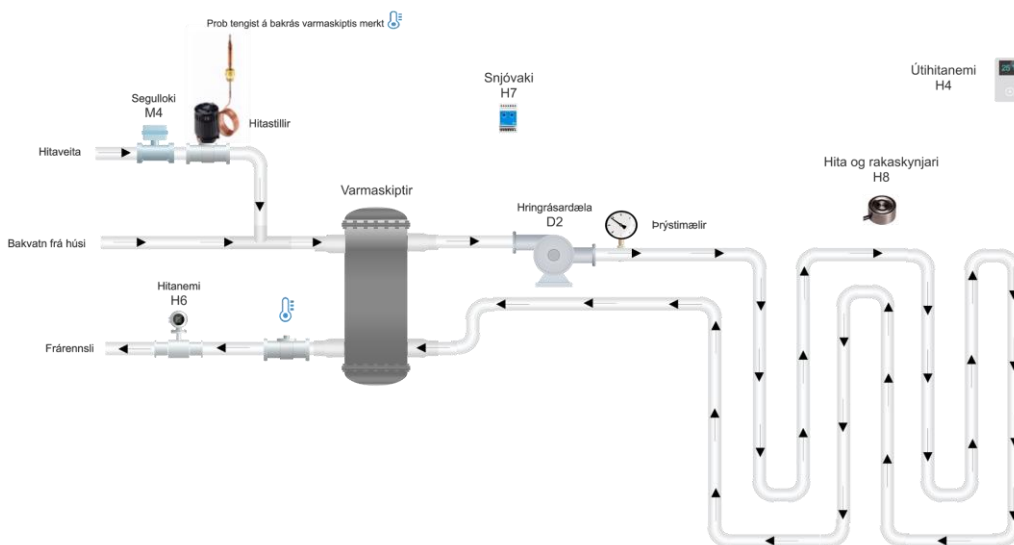 Prob tengist á bakrás varmaskiptis merkt
Segulloki
M4
Hitastillir
Hitaveita
Snjóvaki
H7
Útihitanemi
H4
Hita og rakaskynjari
H8
Varmaskiptir
Hringrásardæla
D2
Þrýstimælir
Bakvatn frá húsi
Hitanemi
H6
Frárennsli